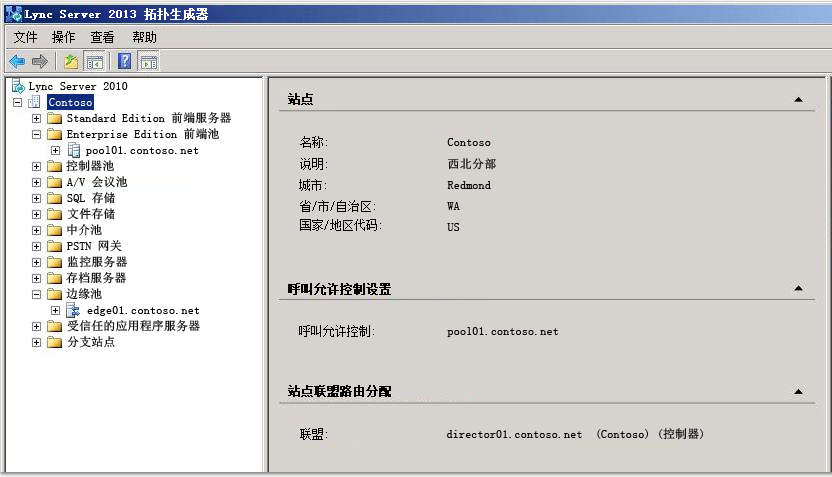 Lync Server 2013 拓扑生成器
文件 操作 查看 帮助
Lync Server 2010
Contoso
Standard Edition 前端服务器
Enterprise Edition 前端池
pool01.contoso.net
控制器池
A/V 会议池
SQL 存储
文件存储
中介池
PSTN 网关
监控服务器
存档服务器
边缘池
edge01.contoso.net
受信任的应用程序服务器
分支站点
站点
名称: Contoso
说明: 西北分部
城市: Redmond
省/市/自治区: WA
国家/地区代码: US
呼叫允许控制设置
呼叫允许控制: pool01.contoso.net
站点联盟路由分配
联盟: director01.contoso.net (Contoso) (控制器)